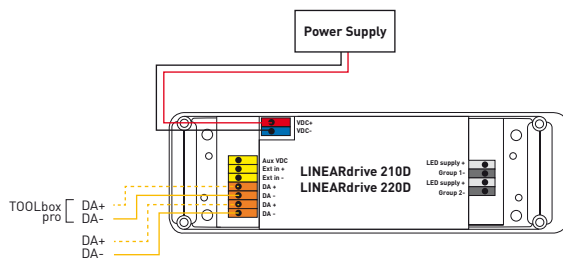 Power Supply
VDC+
VDC-
Aux VDC
Ext in +
Ext in -
DA +
DA -
DA +
DA -
LINEARdrive 210D
LINEARdrive 220D
LED supply +
Group 1-
LED supply +
Group 2-
TOOLbox
pro
DA+
DA-
DA+
DA-